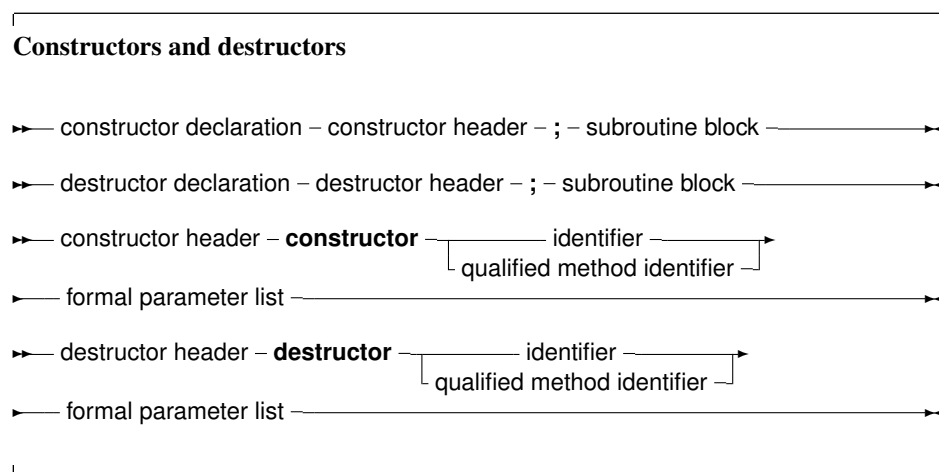 Constructors and destructors
constructor declaration – constructor header – ; – subroutine block
destructor declaration – destructor header – ; – subroutine block
constructor header – constructor – identifier
qualified method identifier
formal parameter list
destructor header – destructor – identifier
qualified method identifier
formal parameter list